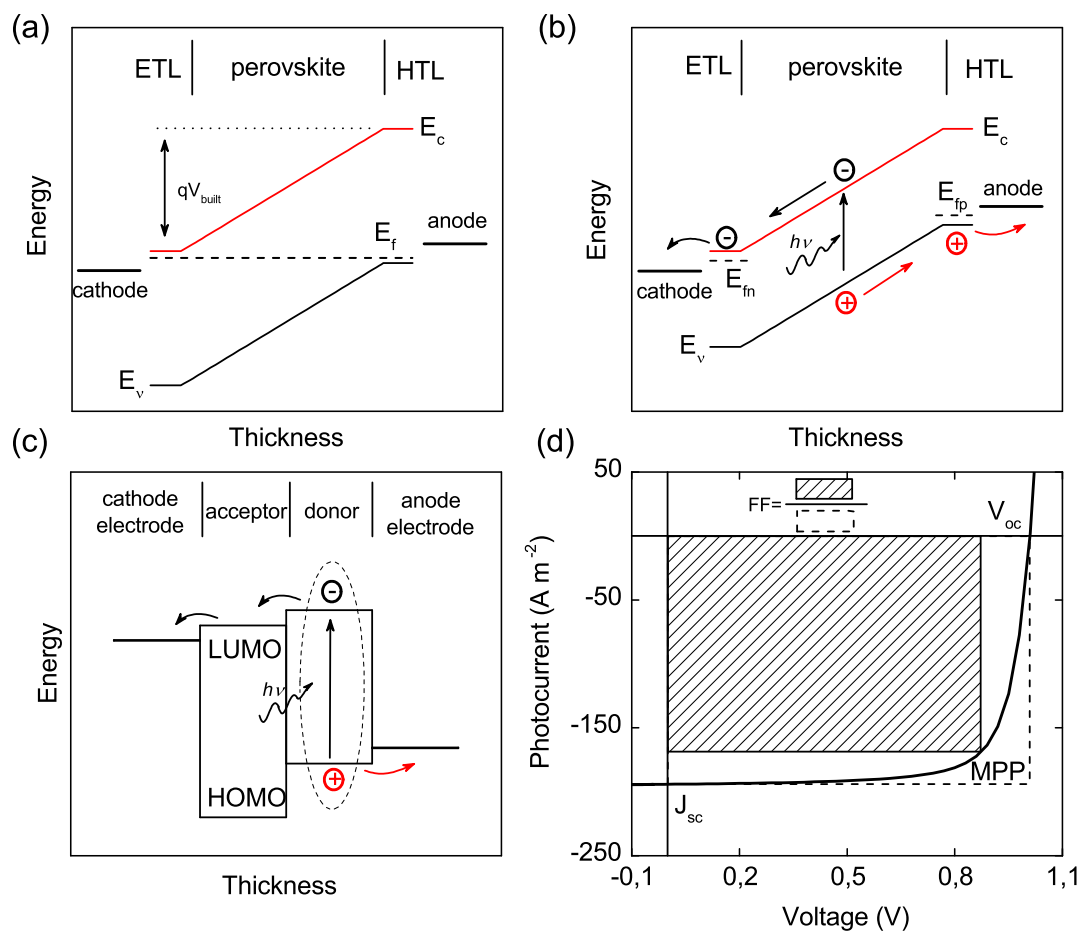 (a)
ETL
perovskite
HTL
E_c
qV_built
anode
E_f
cathode
E_ν
Energy
Thickness
(b)
ETL
perovskite
HTL
E_c
anode
E_fp
hν
E_fn
cathode
E_ν
Energy
Thickness
(c)
cathode
electrode
acceptor
donor
anode
electrode
LUMO
hν
HOMO
Energy
Thickness
(d)
50
-50
-150
-250
FF=
V_oc
MPP
J_sc
-0,1
0,2
0,5
0,8
1,1
Photocurrent (A m⁻²)
Voltage (V)